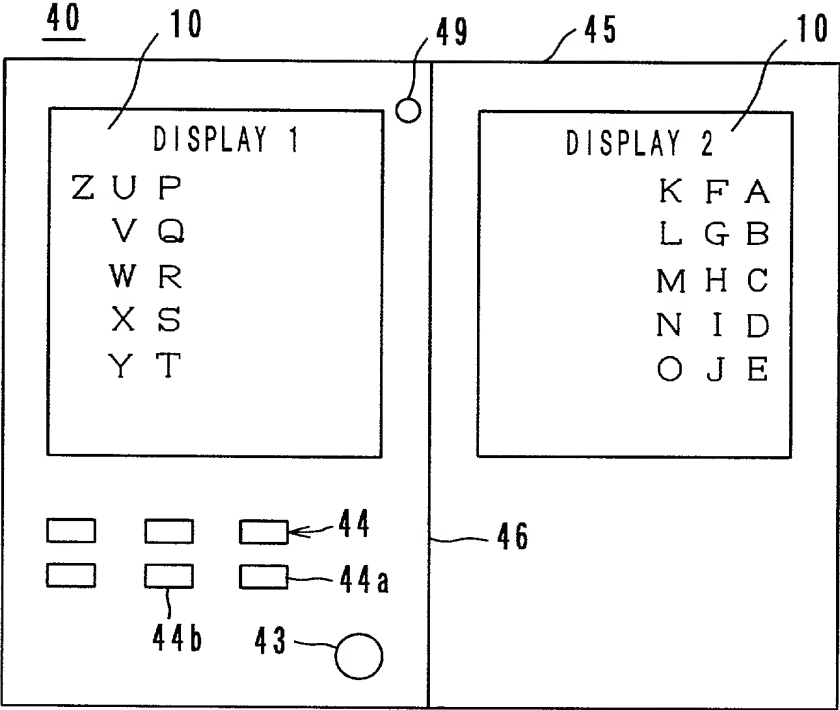 40
10
49
45
10
DISPLAY 1
Z U P
V Q
W R
X S
Y T
DISPLAY 2
K F A
L G B
M H C
N I D
O J E
44
44a
44b
43
46